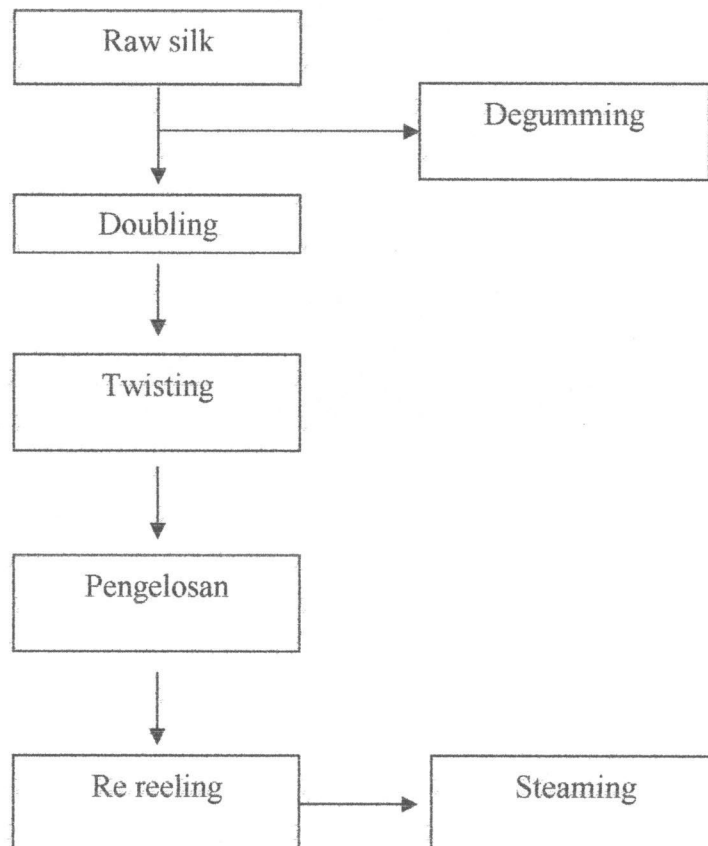 Raw silk
Degumming
Doubling
Twisting
Pengelosan
Re reeling
Steaming